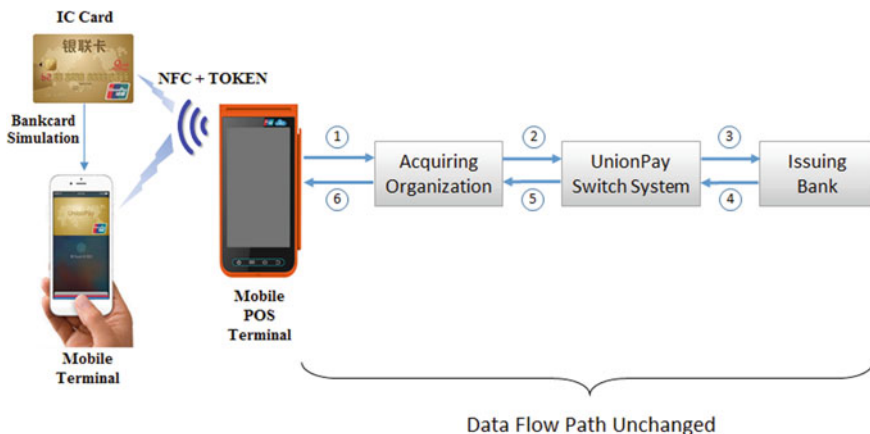 IC Card
银联卡
NFC + TOKEN
Bankcard
Simulation
UnionPay
Mobile
Terminal
Mobile
POS
Terminal
1
2
3
Acquiring
Organization
UnionPay
Switch System
Issuing
Bank
6
5
4
Data Flow Path Unchanged